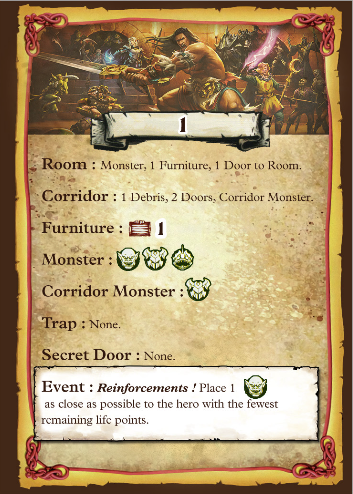 1
Room : Monster, 1 Furniture, 1 Door to Room.
Corridor : 1 Debris, 2 Doors, Corridor Monster.
Furniture : 1
Monster :
Corridor Monster :
Trap : None.
Secret Door : None.
Event : Reinforcements ! Place 1
as close as possible to the hero with the fewest
remaining life points.